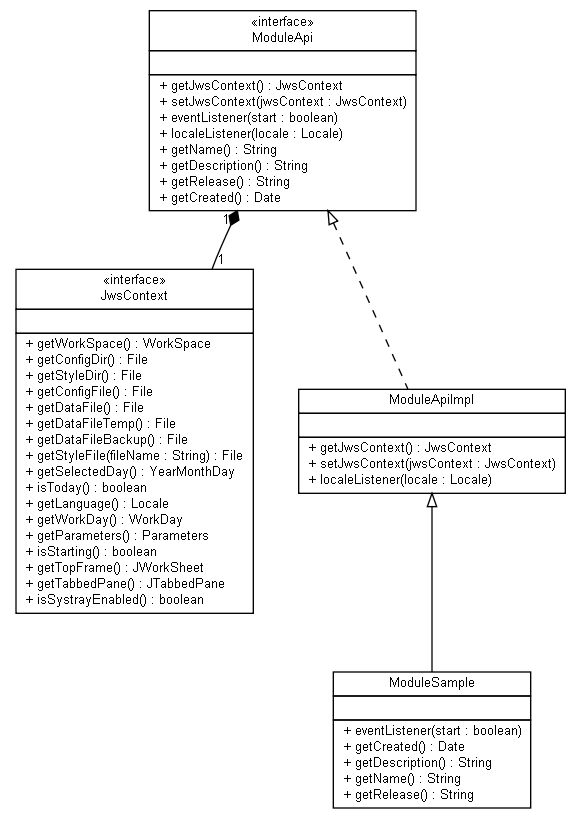 «interface»
ModuleApi
+ getJwsContext() : JwsContext
+ setJwsContext(jwsContext : JwsContext)
+ eventListener(start : boolean)
+ localeListener(locale : Locale)
+ getName() : String
+ getDescription() : String
+ getRelease() : String
+ getCreated() : Date
1
1
«interface»
JwsContext
+ getWorkSpace() : WorkSpace
+ getConfigDir() : File
+ getStyleDir() : File
+ getConfigFile() : File
+ getDataFile() : File
+ getDataFileTemp() : File
+ getDataFileBackup() : File
+ getStyleFile(fileName : String) : File
+ getSelectedDay() : YearMonthDay
+ isToday() : boolean
+ getLanguage() : Locale
+ getWorkDay() : WorkDay
+ getParameters() : Parameters
+ isStarting() : boolean
+ getTopFrame() : JWorkSheet
+ getTabbedPane() : JTabbedPane
+ isSystrayEnabled() : boolean
ModuleApiImpl
+ getJwsContext() : JwsContext
+ setJwsContext(jwsContext : JwsContext)
+ localeListener(locale : Locale)
ModuleSample
+ eventListener(start : boolean)
+ getCreated() : Date
+ getDescription() : String
+ getName() : String
+ getRelease() : String